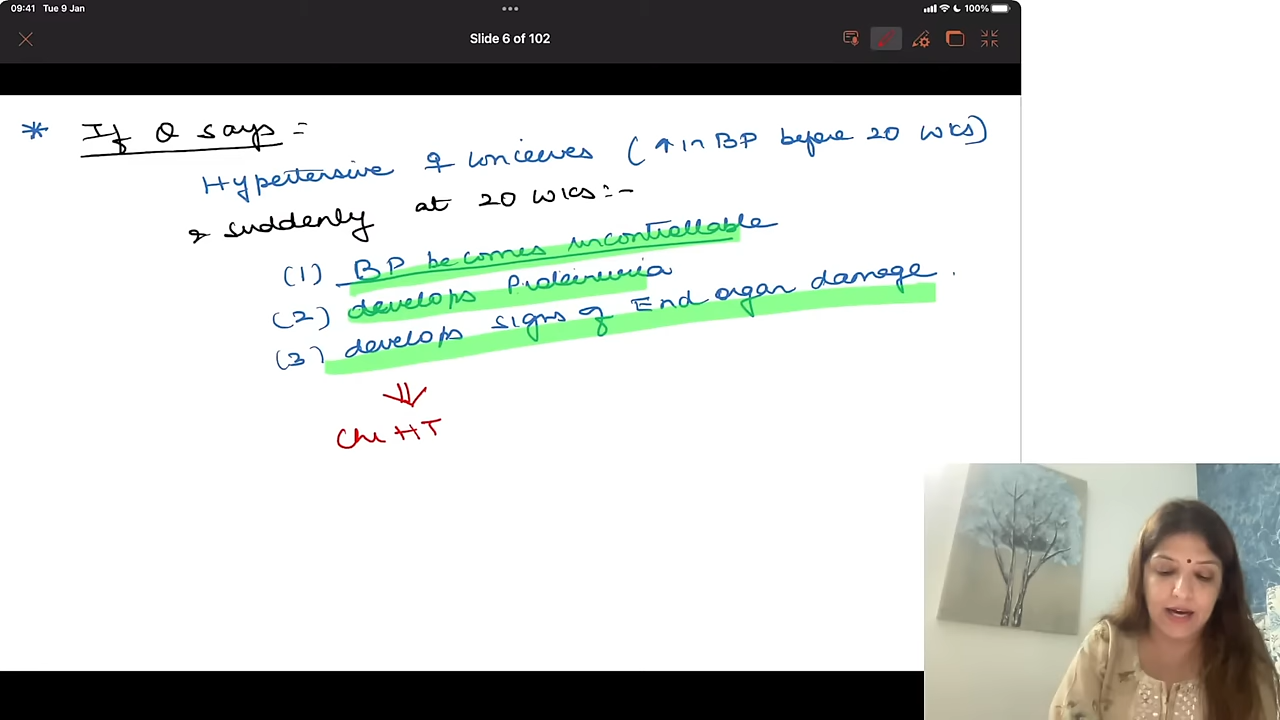 09:41 Tue 9 Jan
100%
Slide 6 of 102
* If Q says =
Hypertersive ♀ conceives (↑ in BP before 20 wks)
& suddenly at 20 wks :-
(1) BP becomes uncontrollable
(2) develops Proteinuria
(3) develops signs of End organ damage.
⇓
Chr HT